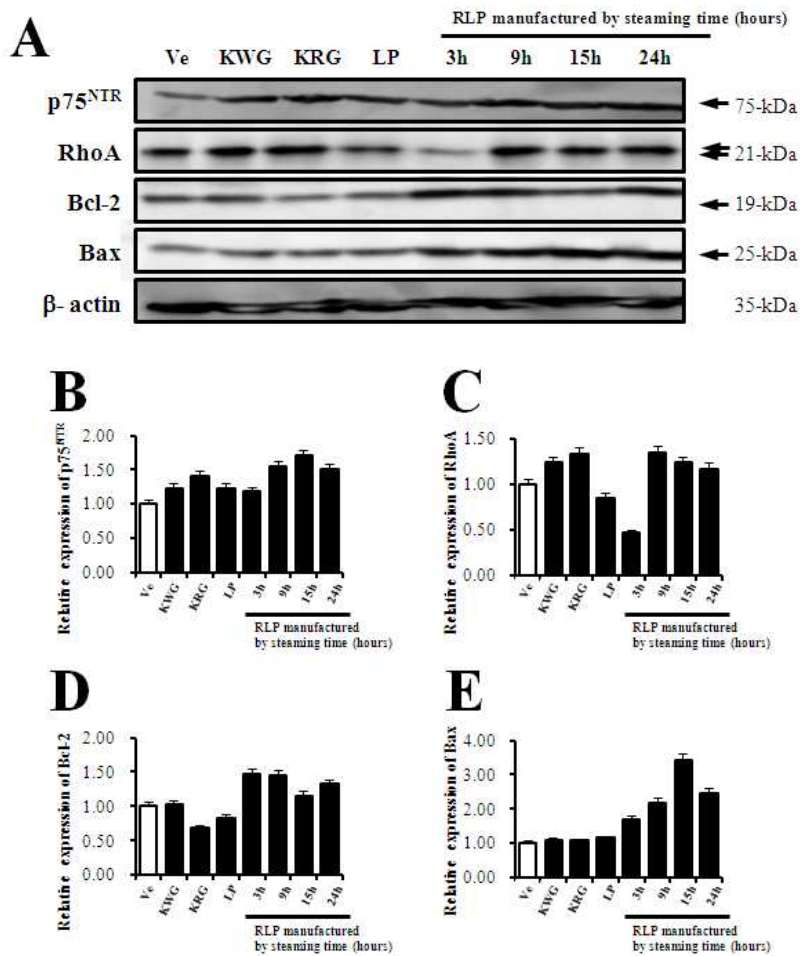 A
RLP manufactured by steaming time (hours)
Ve KWG KRG LP 3h 9h 15h 24h
p75NTR 75-kDa
RhoA 21-kDa
Bcl-2 19-kDa
Bax 25-kDa
β- actin 35-kDa
B
Relative expression of p75NTR
2.00
1.50
1.00
0.50
0.00
Ve KWG KRG LP 3h 9h 15h 24h
RLP manufactured
by steaming time (hours)
C
Relative expression of RhoA
1.50
1.00
0.50
0.00
Ve KWG KRG LP 3h 9h 15h 24h
RLP manufactured
by steaming time (hours)
D
Relative expression of Bcl-2
2.00
1.50
1.00
0.50
0.00
Ve KWG KRG LP 3h 9h 15h 24h
RLP manufactured
by steaming time (hours)
E
Relative expression of Bax
4.00
3.00
2.00
1.00
0.00
Ve KWG KRG LP 3h 9h 15h 24h
RLP manufactured
by steaming time (hours)